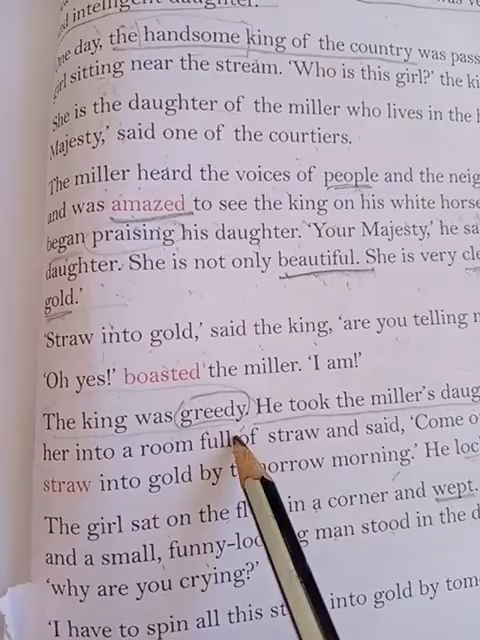 intelligent daughter.
One day, the handsome king of the country was pass
girl sitting near the stream. 'Who is this girl?' the ki
'She is the daughter of the miller who lives in the
Majesty,' said one of the courtiers.
The miller heard the voices of people and the neig
and was amazed to see the king on his white horse
began praising his daughter. 'Your Majesty,' he sa
daughter. She is not only beautiful. She is very cle
gold.'
'Straw into gold,' said the king, 'are you telling
'Oh yes!' boasted the miller. 'I am!'
The king was greedy. He took the miller's daug
her into a room full of straw and said, 'Come o
straw into gold by morning.' He loc
The girl sat on the in a corner and wept.
and a small, man stood in the d
'why are you crying?'
'I have to spin all this into gold by tom